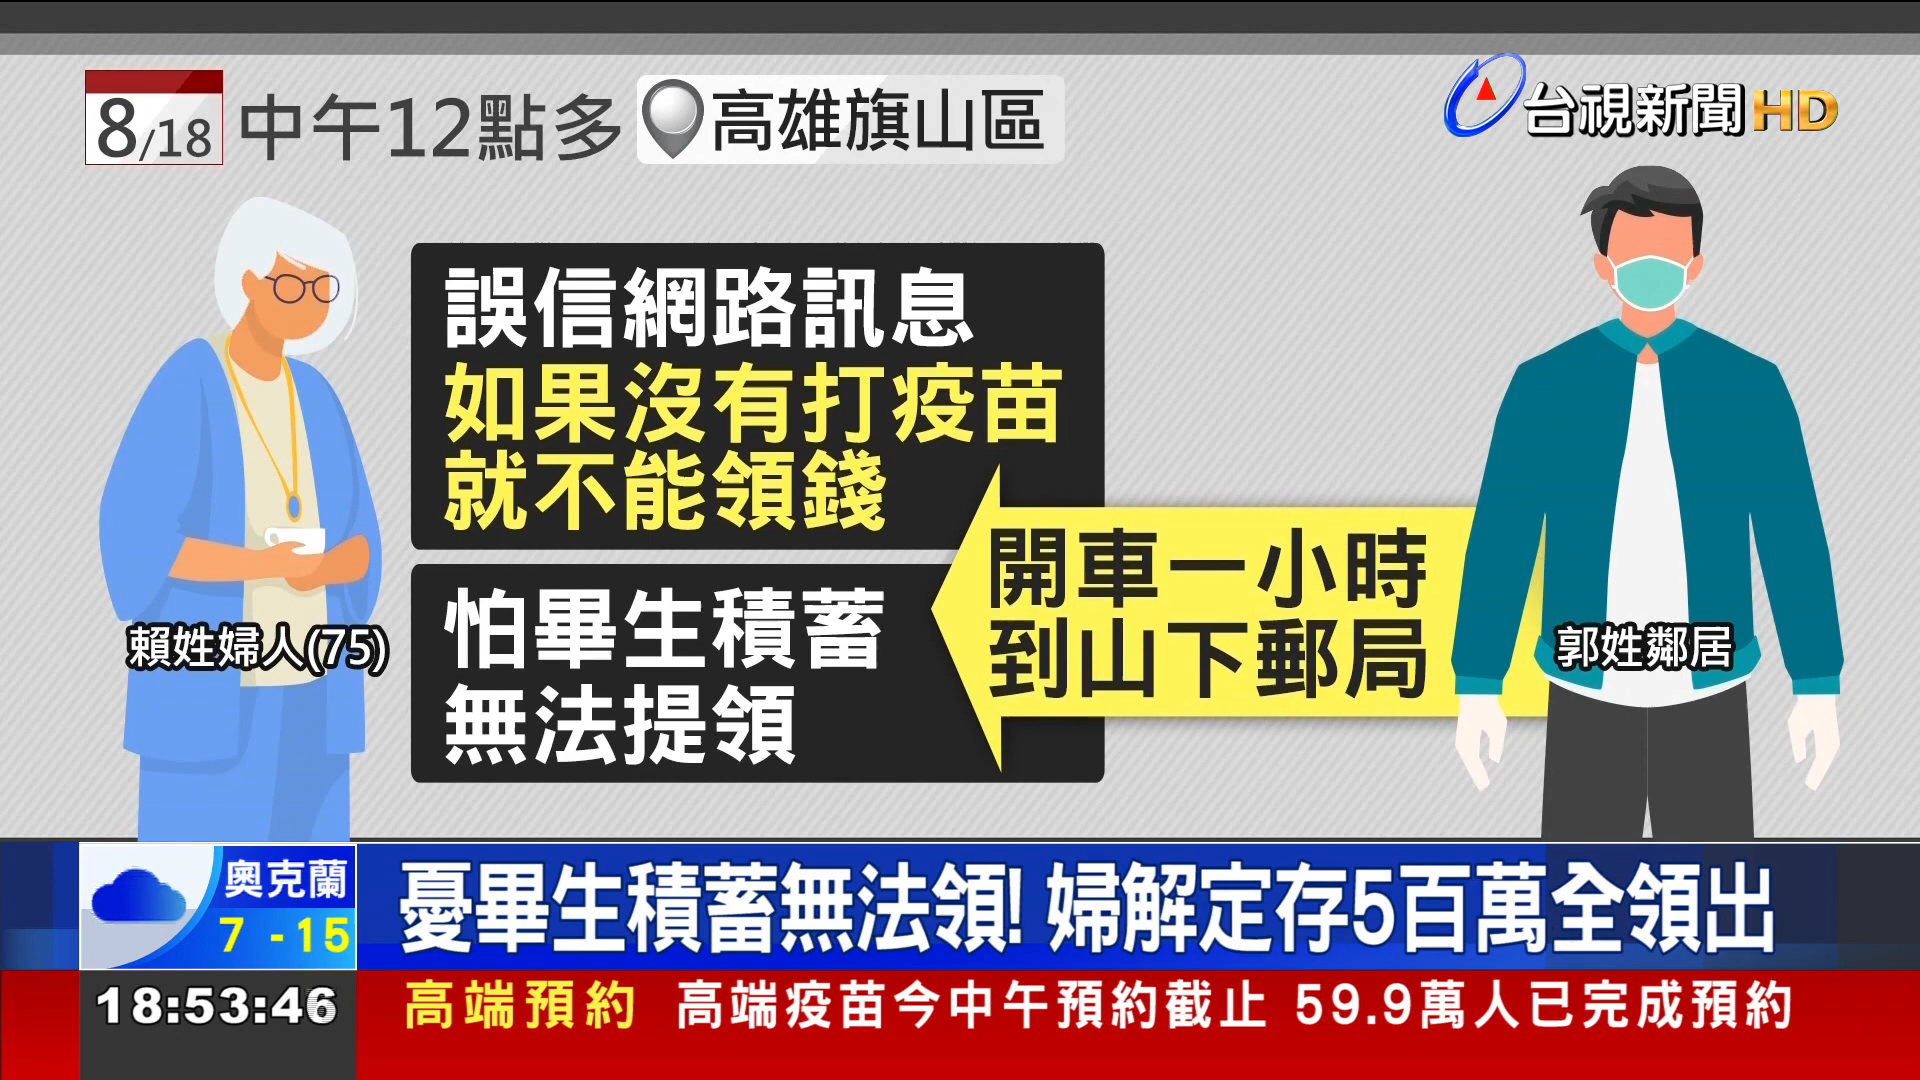 8/18 中午12點多 高雄旗山區
台視新聞HD
誤信網路訊息
如果沒有打疫苗
就不能領錢
怕畢生積蓄
無法提領
開車一小時
到山下郵局
賴姓婦人(75)
郭姓鄰居
奧克蘭
7 - 15
憂畢生積蓄無法領! 婦解定存5百萬全領出
18:53:46
高端預約 高端疫苗今中午預約截止 59.9萬人已完成預約